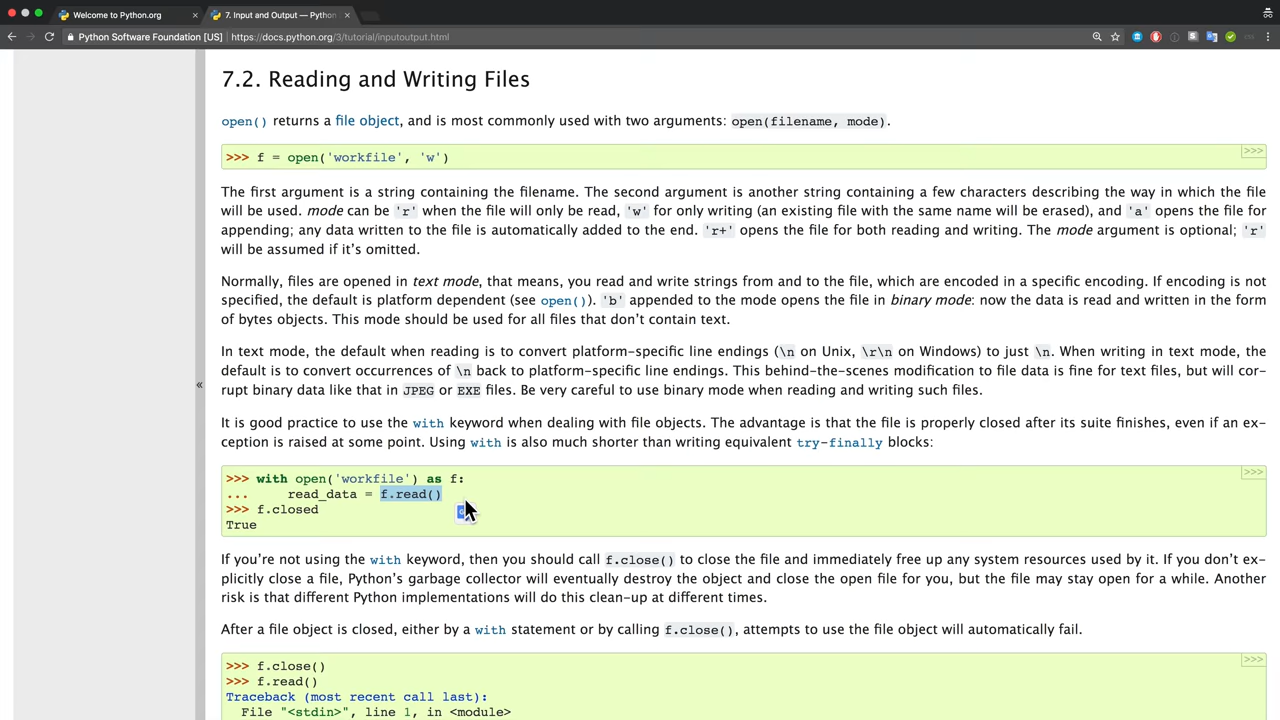 Welcome to Python.org
7. Input and Output — Python
Python Software Foundation [US] https://docs.python.org/3/tutorial/inputoutput.html
7.2. Reading and Writing Files
open() returns a file object, and is most commonly used with two arguments: open(filename, mode).
>>> f = open('workfile', 'w')
>>>
The first argument is a string containing the filename. The second argument is another string containing a few characters describing the way in which the file
will be used. mode can be 'r' when the file will only be read, 'w' for only writing (an existing file with the same name will be erased), and 'a' opens the file for
appending; any data written to the file is automatically added to the end. 'r+' opens the file for both reading and writing. The mode argument is optional; 'r'
will be assumed if it's omitted.
Normally, files are opened in text mode, that means, you read and write strings from and to the file, which are encoded in a specific encoding. If encoding is not
specified, the default is platform dependent (see open()). 'b' appended to the mode opens the file in binary mode: now the data is read and written in the form
of bytes objects. This mode should be used for all files that don't contain text.
In text mode, the default when reading is to convert platform-specific line endings (\n on Unix, \r\n on Windows) to just \n. When writing in text mode, the
default is to convert occurrences of \n back to platform-specific line endings. This behind-the-scenes modification to file data is fine for text files, but will cor-
rupt binary data like that in JPEG or EXE files. Be very careful to use binary mode when reading and writing such files.
«
It is good practice to use the with keyword when dealing with file objects. The advantage is that the file is properly closed after its suite finishes, even if an ex-
ception is raised at some point. Using with is also much shorter than writing equivalent try-finally blocks:
>>> with open('workfile') as f:
>>>
... read_data = f.read()
>>> f.closed
True
If you're not using the with keyword, then you should call f.close() to close the file and immediately free up any system resources used by it. If you don't ex-
plicitly close a file, Python's garbage collector will eventually destroy the object and close the open file for you, but the file may stay open for a while. Another
risk is that different Python implementations will do this clean-up at different times.
After a file object is closed, either by a with statement or by calling f.close(), attempts to use the file object will automatically fail.
>>> f.close()
>>>
>>> f.read()
Traceback (most recent call last):
File "<stdin>", line 1, in <module>